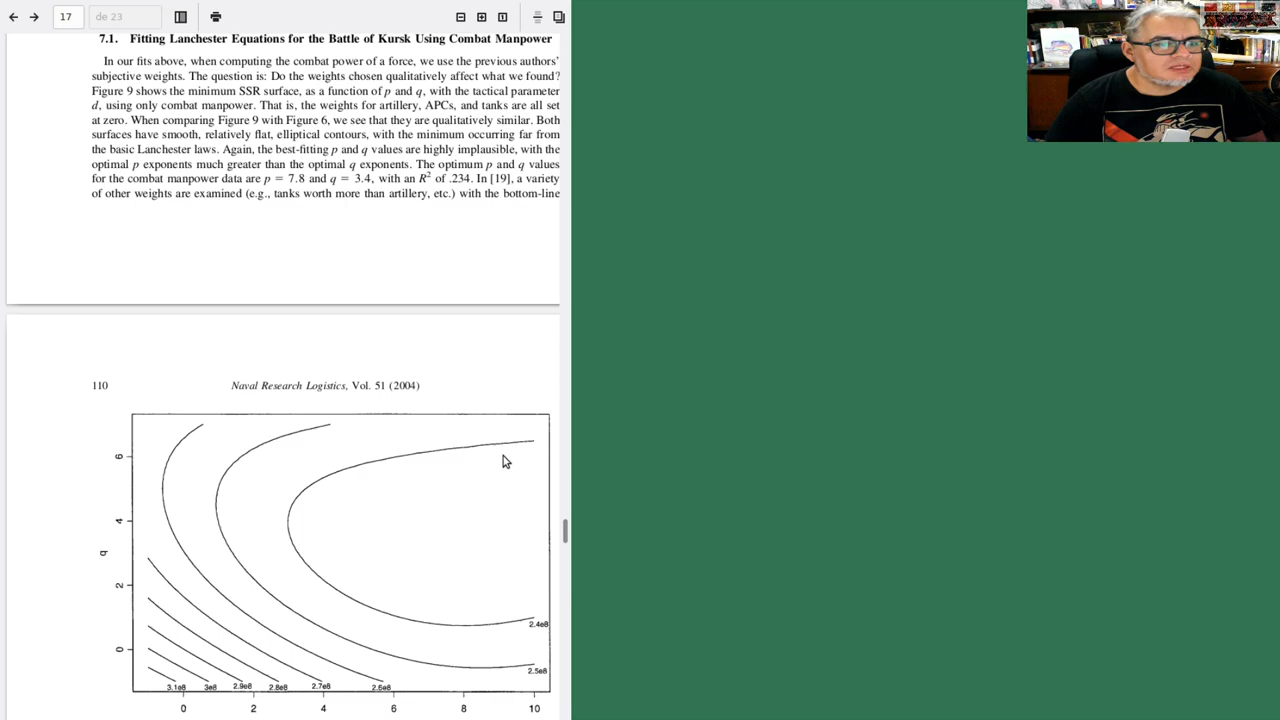 17 de 23
7.1. Fitting Lanchester Equations for the Battle of Kursk Using Combat Manpower
In our fits above, when computing the combat power of a force, we use the previous authors'
subjective weights. The question is: Do the weights chosen qualitatively affect what we found?
Figure 9 shows the minimum SSR surface, as a function of p and q, with the tactical parameter
d, using only combat manpower. That is, the weights for artillery, APCs, and tanks are all set
at zero. When comparing Figure 9 with Figure 6, we see that they are qualitatively similar. Both
surfaces have smooth, relatively flat, elliptical contours, with the minimum occurring far from
the basic Lanchester laws. Again, the best-fitting p and q values are highly implausible, with the
optimal p exponents much greater than the optimal q exponents. The optimum p and q values
for the combat manpower data are p = 7.8 and q = 3.4, with an R² of .234. In [19], a variety
of other weights are examined (e.g., tanks worth more than artillery, etc.) with the bottom-line
110 Naval Research Logistics, Vol. 51 (2004)
6
4
q
2
2.4e8
0
2.5e8
3.1e8 3e8 2.9e8 2.8e8 2.7e8 2.6e8
0 2 4 6 8 10